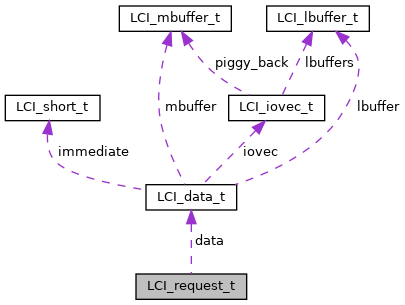 LCI_mbuffer_t
LCI_lbuffer_t
piggy_back
lbuffers
LCI_short_t
mbuffer
LCI_iovec_t
lbuffer
immediate
iovec
LCI_data_t
data
LCI_request_t